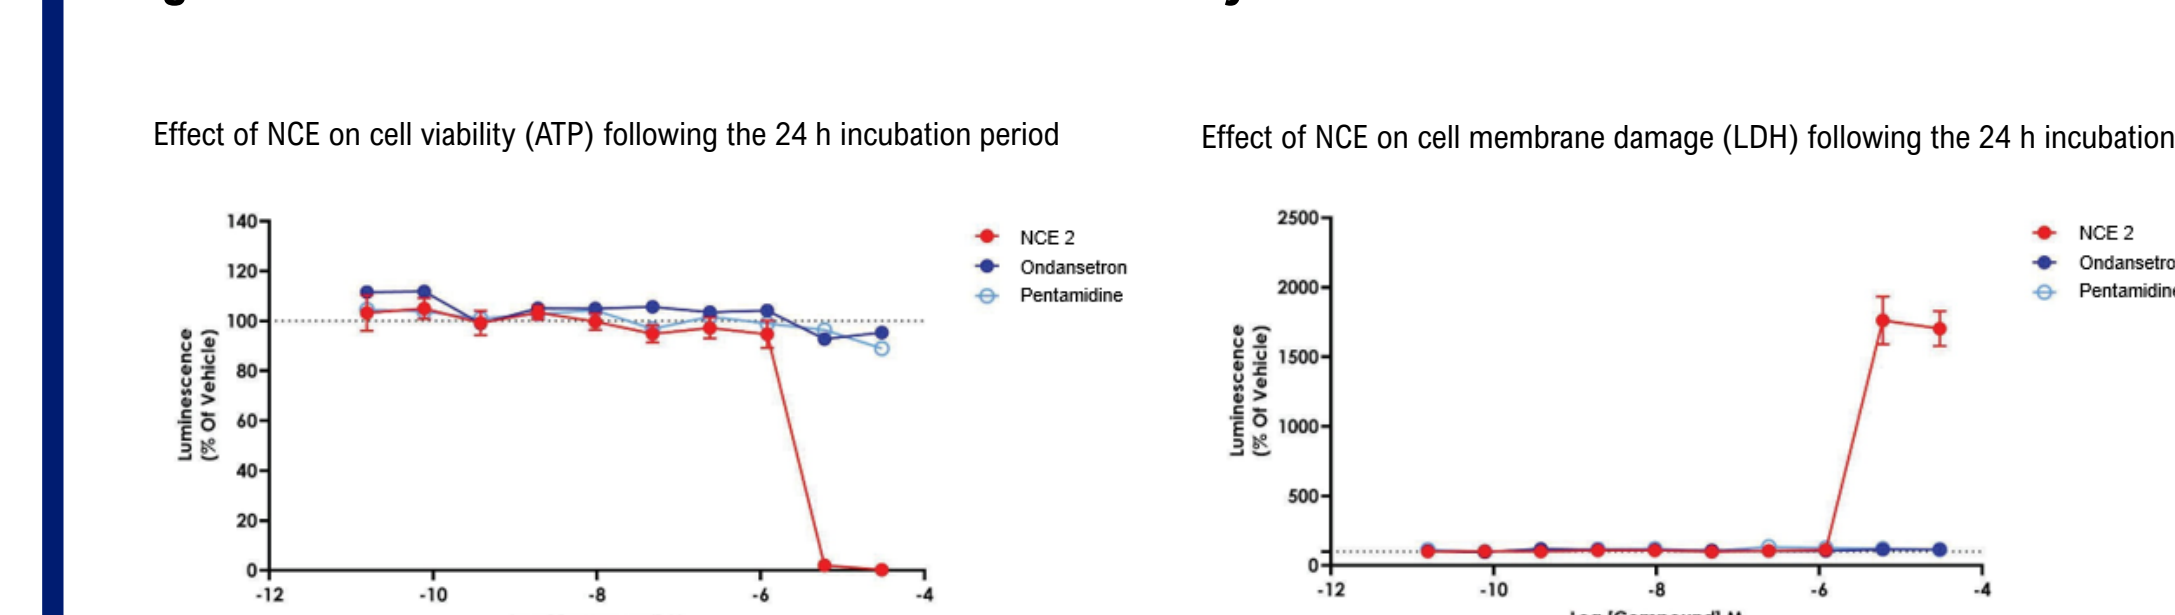 Effect of NCE on cell viability (ATP) following the 24 h incubation period
Luminescence
(% Of Vehicle)
140
120
100
80
60
40
20
0
-12
-10
-8
-6
-4
NCE 2
Ondansetron
Pentamidine
Effect of NCE on cell membrane damage (LDH) following the 24 h incubation
Luminescence
(% Of Vehicle)
2500
2000
1500
1000
500
0
-12
-10
-8
-6
-4
NCE 2
Ondansetro
Pentamidine